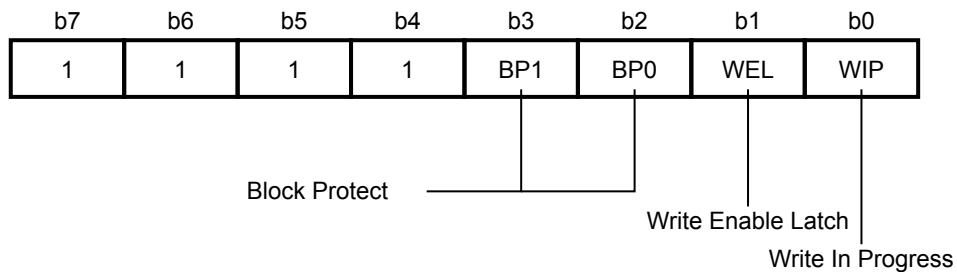 b7 b6 b5 b4 b3 b2 b1 b0
1 1 1 1 BP1 BP0 WEL WIP
Block Protect
Write Enable Latch
Write In Progress